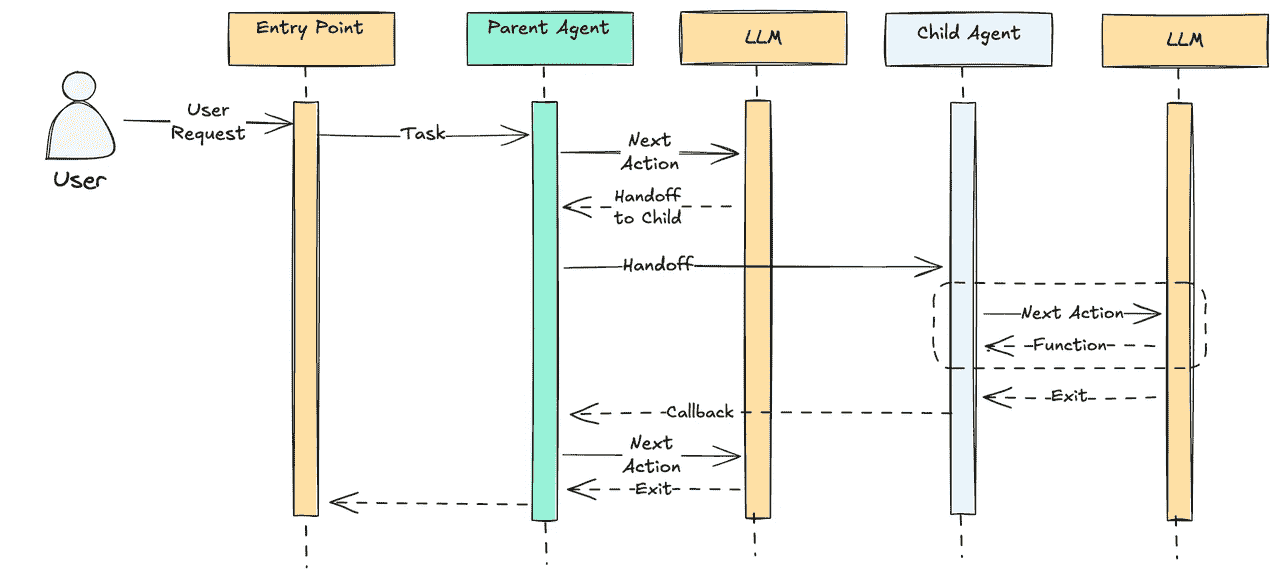 Entry Point
Parent Agent
LLM
Child Agent
LLM
User
Request
User
Task
Next
Action
Handoff
to Child
Handoff
Next Action
Function
Exit
Callback
Next
Action
Exit